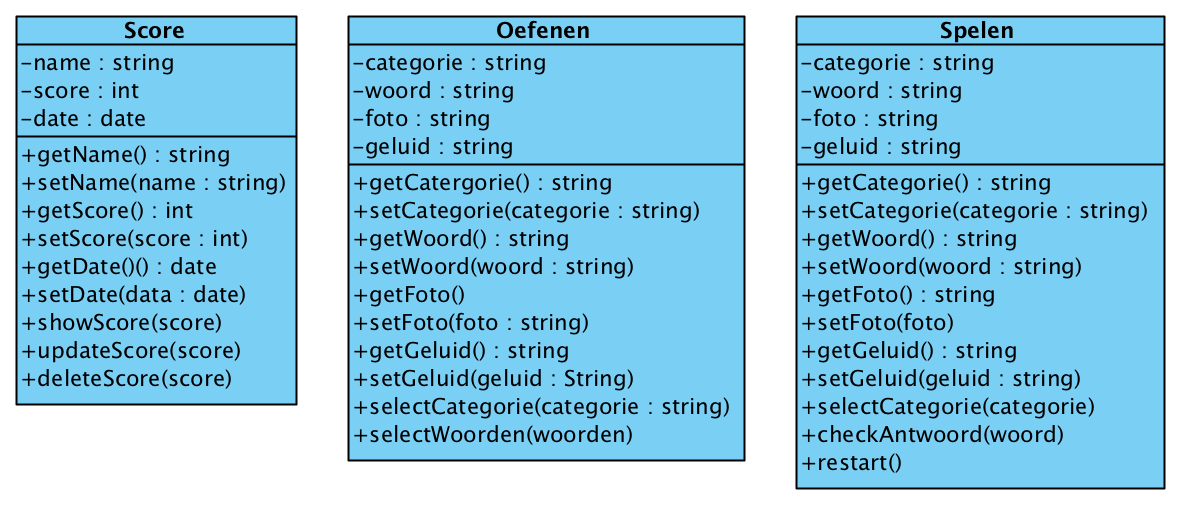 Score
-name : string
-score : int
-date : date
+getName() : string
+setName(name : string)
+getScore() : int
+setScore(score : int)
+getDate()() : date
+setDate(data : date)
+showScore(score)
+updateScore(score)
+deleteScore(score)
Oefenen
-categorie : string
-woord : string
-foto : string
-geluid : string
+getCatergorie() : string
+setCategorie(categorie : string)
+getWoord() : string
+setWoord(woord : string)
+getFoto()
+setFoto(foto : string)
+getGeluid() : string
+setGeluid(geluid : String)
+selectCategorie(categorie : string)
+selectWoorden(woorden)
Spelen
-categorie : string
-woord : string
-foto : string
-geluid : string
+getCategorie() : string
+setCategorie(categorie : string)
+getWoord() : string
+setWoord(woord : string)
+getFoto() : string
+setFoto(foto)
+getGeluid() : string
+setGeluid(geluid : string)
+selectCategorie(categorie)
+checkAntwoord(woord)
+restart()